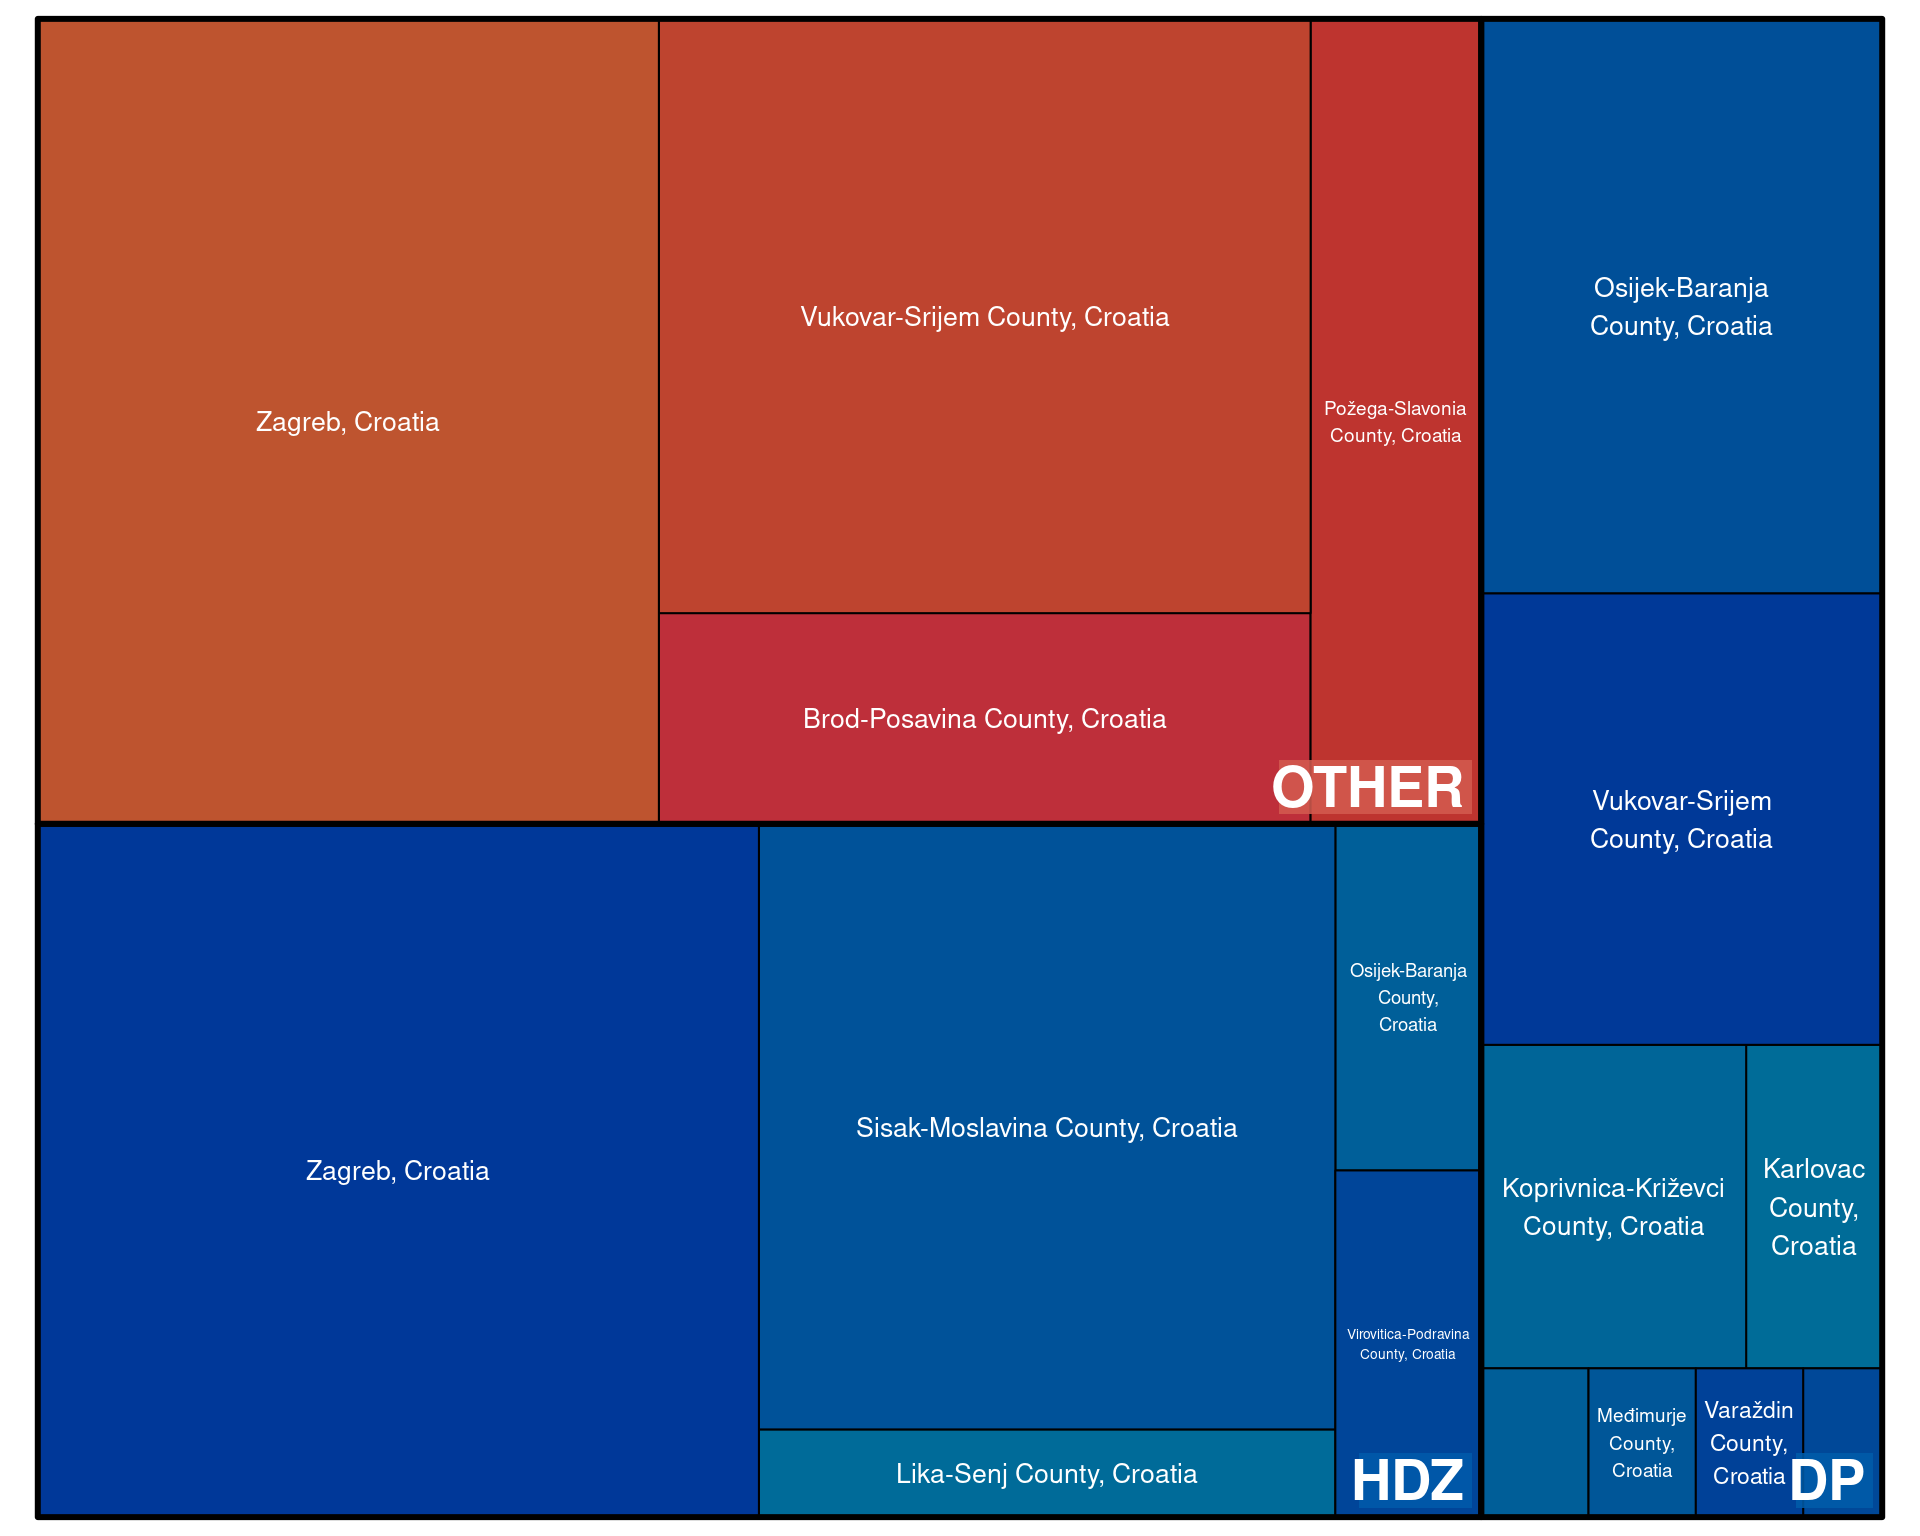 Zagreb, Croatia
Vukovar-Srijem County, Croatia
Požega-Slavonia
County, Croatia
Brod-Posavina County, Croatia
OTHER
Zagreb, Croatia
Sisak-Moslavina County, Croatia
Osijek-Baranja
County,
Croatia
Virovitica-Podravina
County, Croatia
Lika-Senj County, Croatia
HDZ
Osijek-Baranja
County, Croatia
Vukovar-Srijem
County, Croatia
Koprivnica-Križevci
County, Croatia
Karlovac
County,
Croatia
Međimurje
County,
Croatia
Varaždin
County,
Croatia
DP